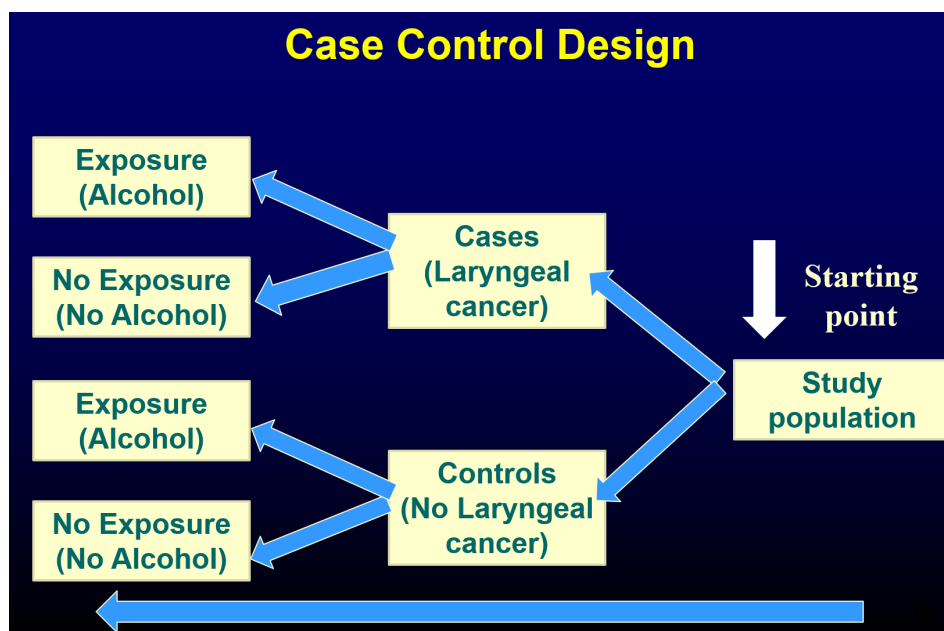 Case Control Design
Exposure
(Alcohol)
No Exposure
(No Alcohol)
Exposure
(Alcohol)
No Exposure
(No Alcohol)
Cases
(Laryngeal
cancer)
Controls
(No Laryngeal
cancer)
Starting
point
Study
population